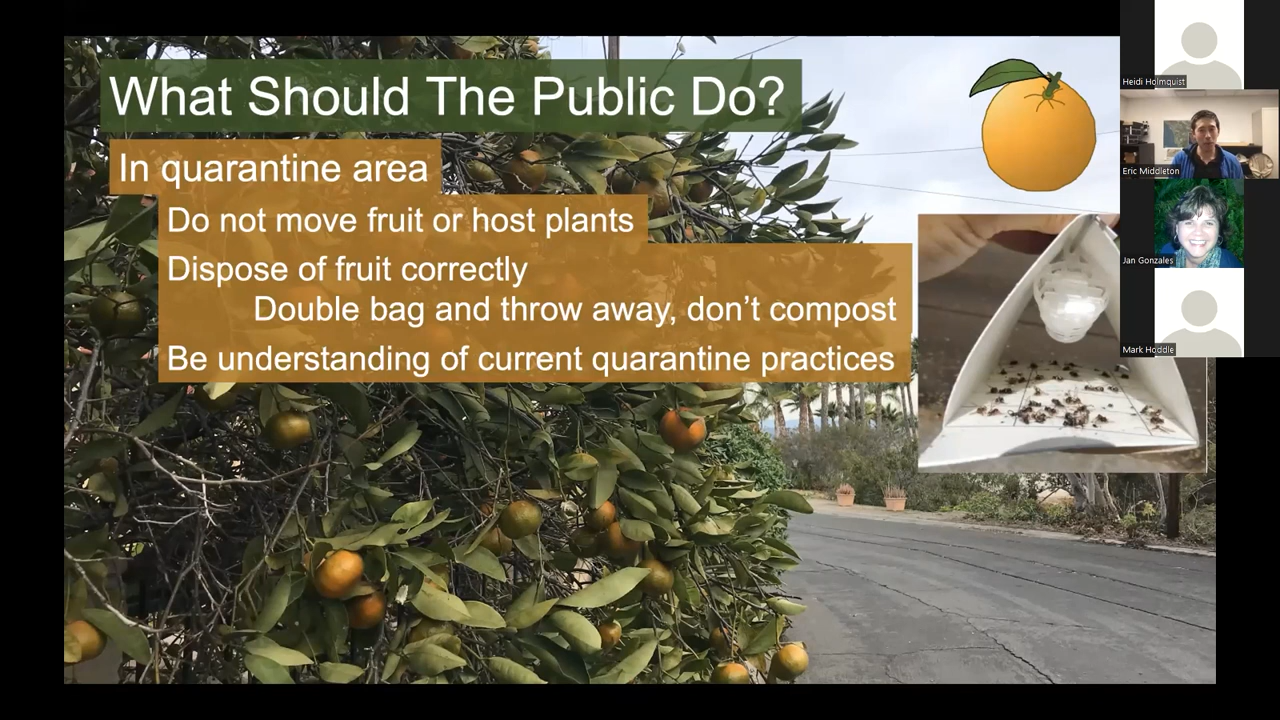 What Should The Public Do?
In quarantine area
Do not move fruit or host plants
Dispose of fruit correctly
Double bag and throw away, don’t compost
Be understanding of current quarantine practices
Heidi Holmquist
Eric Middleton
Jan Gonzales
Mark Hoddle